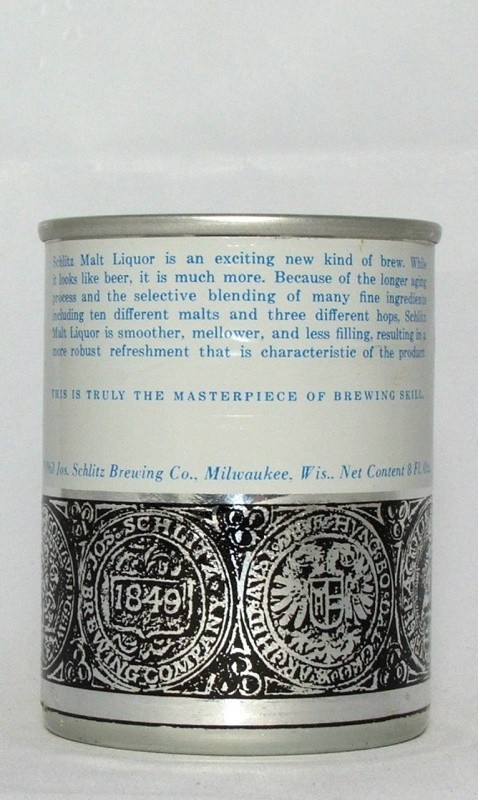 Schlitz Malt Liquor is an exciting new kind of brew. While
it looks like beer, it is much more. Because of the longer aging
process and the selective blending of many fine ingredients
including ten different malts and three different hops, Schlitz
Malt Liquor is smoother, mellower, and less filling, resulting in a
more robust refreshment that is characteristic of the product.
THIS IS TRULY THE MASTERPIECE OF BREWING SKILL.
Jos. Schlitz Brewing Co., Milwaukee, Wis., Net Content 8 Fl.
JOS. SCHLITZ BREWING COMPANY
1849